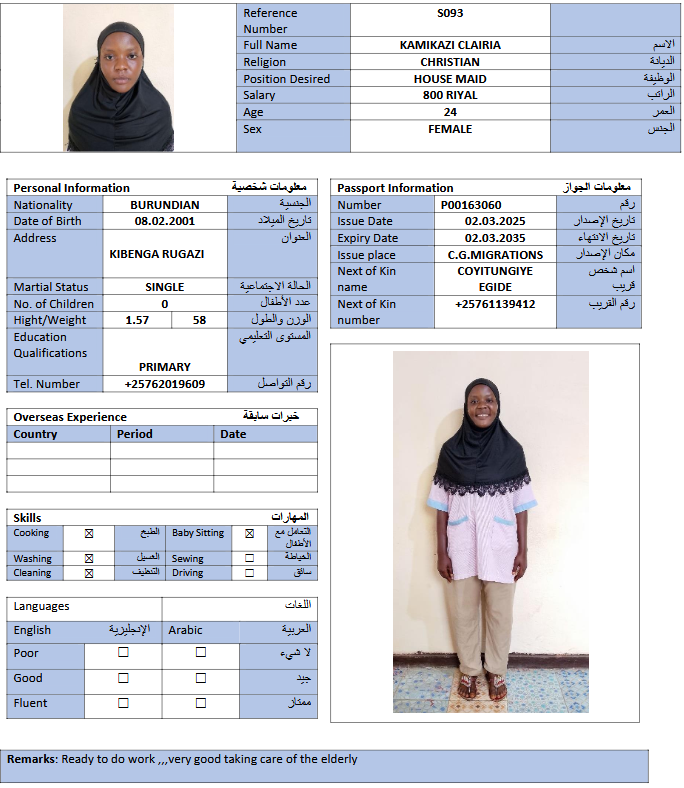 Reference Number S093
Full Name KAMIKAZI CLAIRIA الاسم
Religion CHRISTIAN الديانة
Position Desired HOUSE MAID الوظيفة
Salary 800 RIYAL الراتب
Age 24 العمر
Sex FEMALE الجنس
Personal Information معلومات شخصية
Nationality BURUNDIAN الجنسية
Date of Birth 08.02.2001 تاريخ الميلاد
Address KIBENGA RUGAZI العنوان
Martial Status SINGLE الحالة الاجتماعية
No. of Children 0 عدد الأطفال
Hight/Weight 1.57 58 الوزن والطول
Education Qualifications PRIMARY المستوى التعليمي
Tel. Number +25762019609 رقم التواصل
Passport Information معلومات الجواز
Number P00163060 رقم
Issue Date 02.03.2025 تاريخ الإصدار
Expiry Date 02.03.2035 تاريخ الانتهاء
Issue place C.G.MIGRATIONS مكان الإصدار
Next of Kin name COYITUNGIYE EGIDE اسم شخص قريب
Next of Kin number +25761139412 رقم القريب
Overseas Experience خبرات سابقة
Country Period Date
Skills المهارات
Cooking ☒ الطبخ Baby Sitting ☒ التعامل مع الأطفال
Washing ☒ الغسيل Sewing ☐ الخياطة
Cleaning ☒ التنظيف Driving ☐ سائق
Languages اللغات
English الإنجليزية Arabic العربية
Poor ☐ ☐ لا شيء
Good ☐ ☐ جيد
Fluent ☐ ☐ ممتاز
Remarks: Ready to do work ,,,very good taking care of the elderly